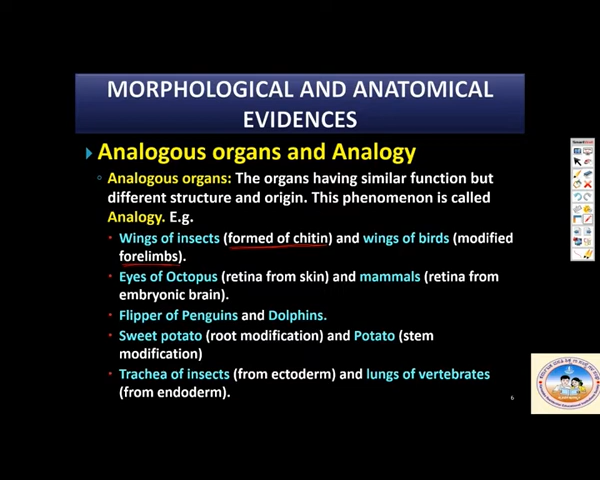 MORPHOLOGICAL AND ANATOMICAL
EVIDENCES
Analogous organs and Analogy
Analogous organs: The organs having similar function but
different structure and origin. This phenomenon is called
Analogy. E.g.
Wings of insects (formed of chitin) and wings of birds (modified
forelimbs).
Eyes of Octopus (retina from skin) and mammals (retina from
embryonic brain).
Flipper of Penguins and Dolphins.
Sweet potato (root modification) and Potato (stem
modification)
Trachea of insects (from ectoderm) and lungs of vertebrates
(from endoderm).
6